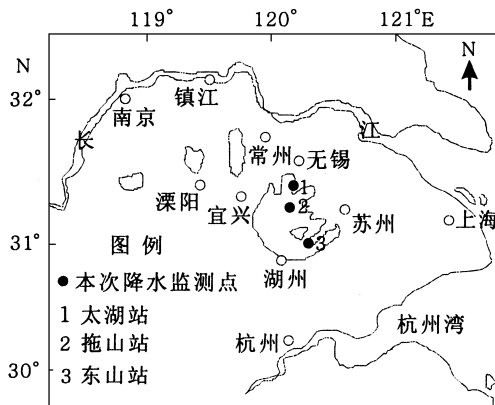 119°
120°
121°E
N
N
32°
镇江
南京
长
江
常州
无锡
溧阳
宜兴
1
2
苏州
上海
31°
3
图 例
湖州
本次降水监测点
1 太湖站
2 拖山站
3 东山站
杭州
杭州湾
30°